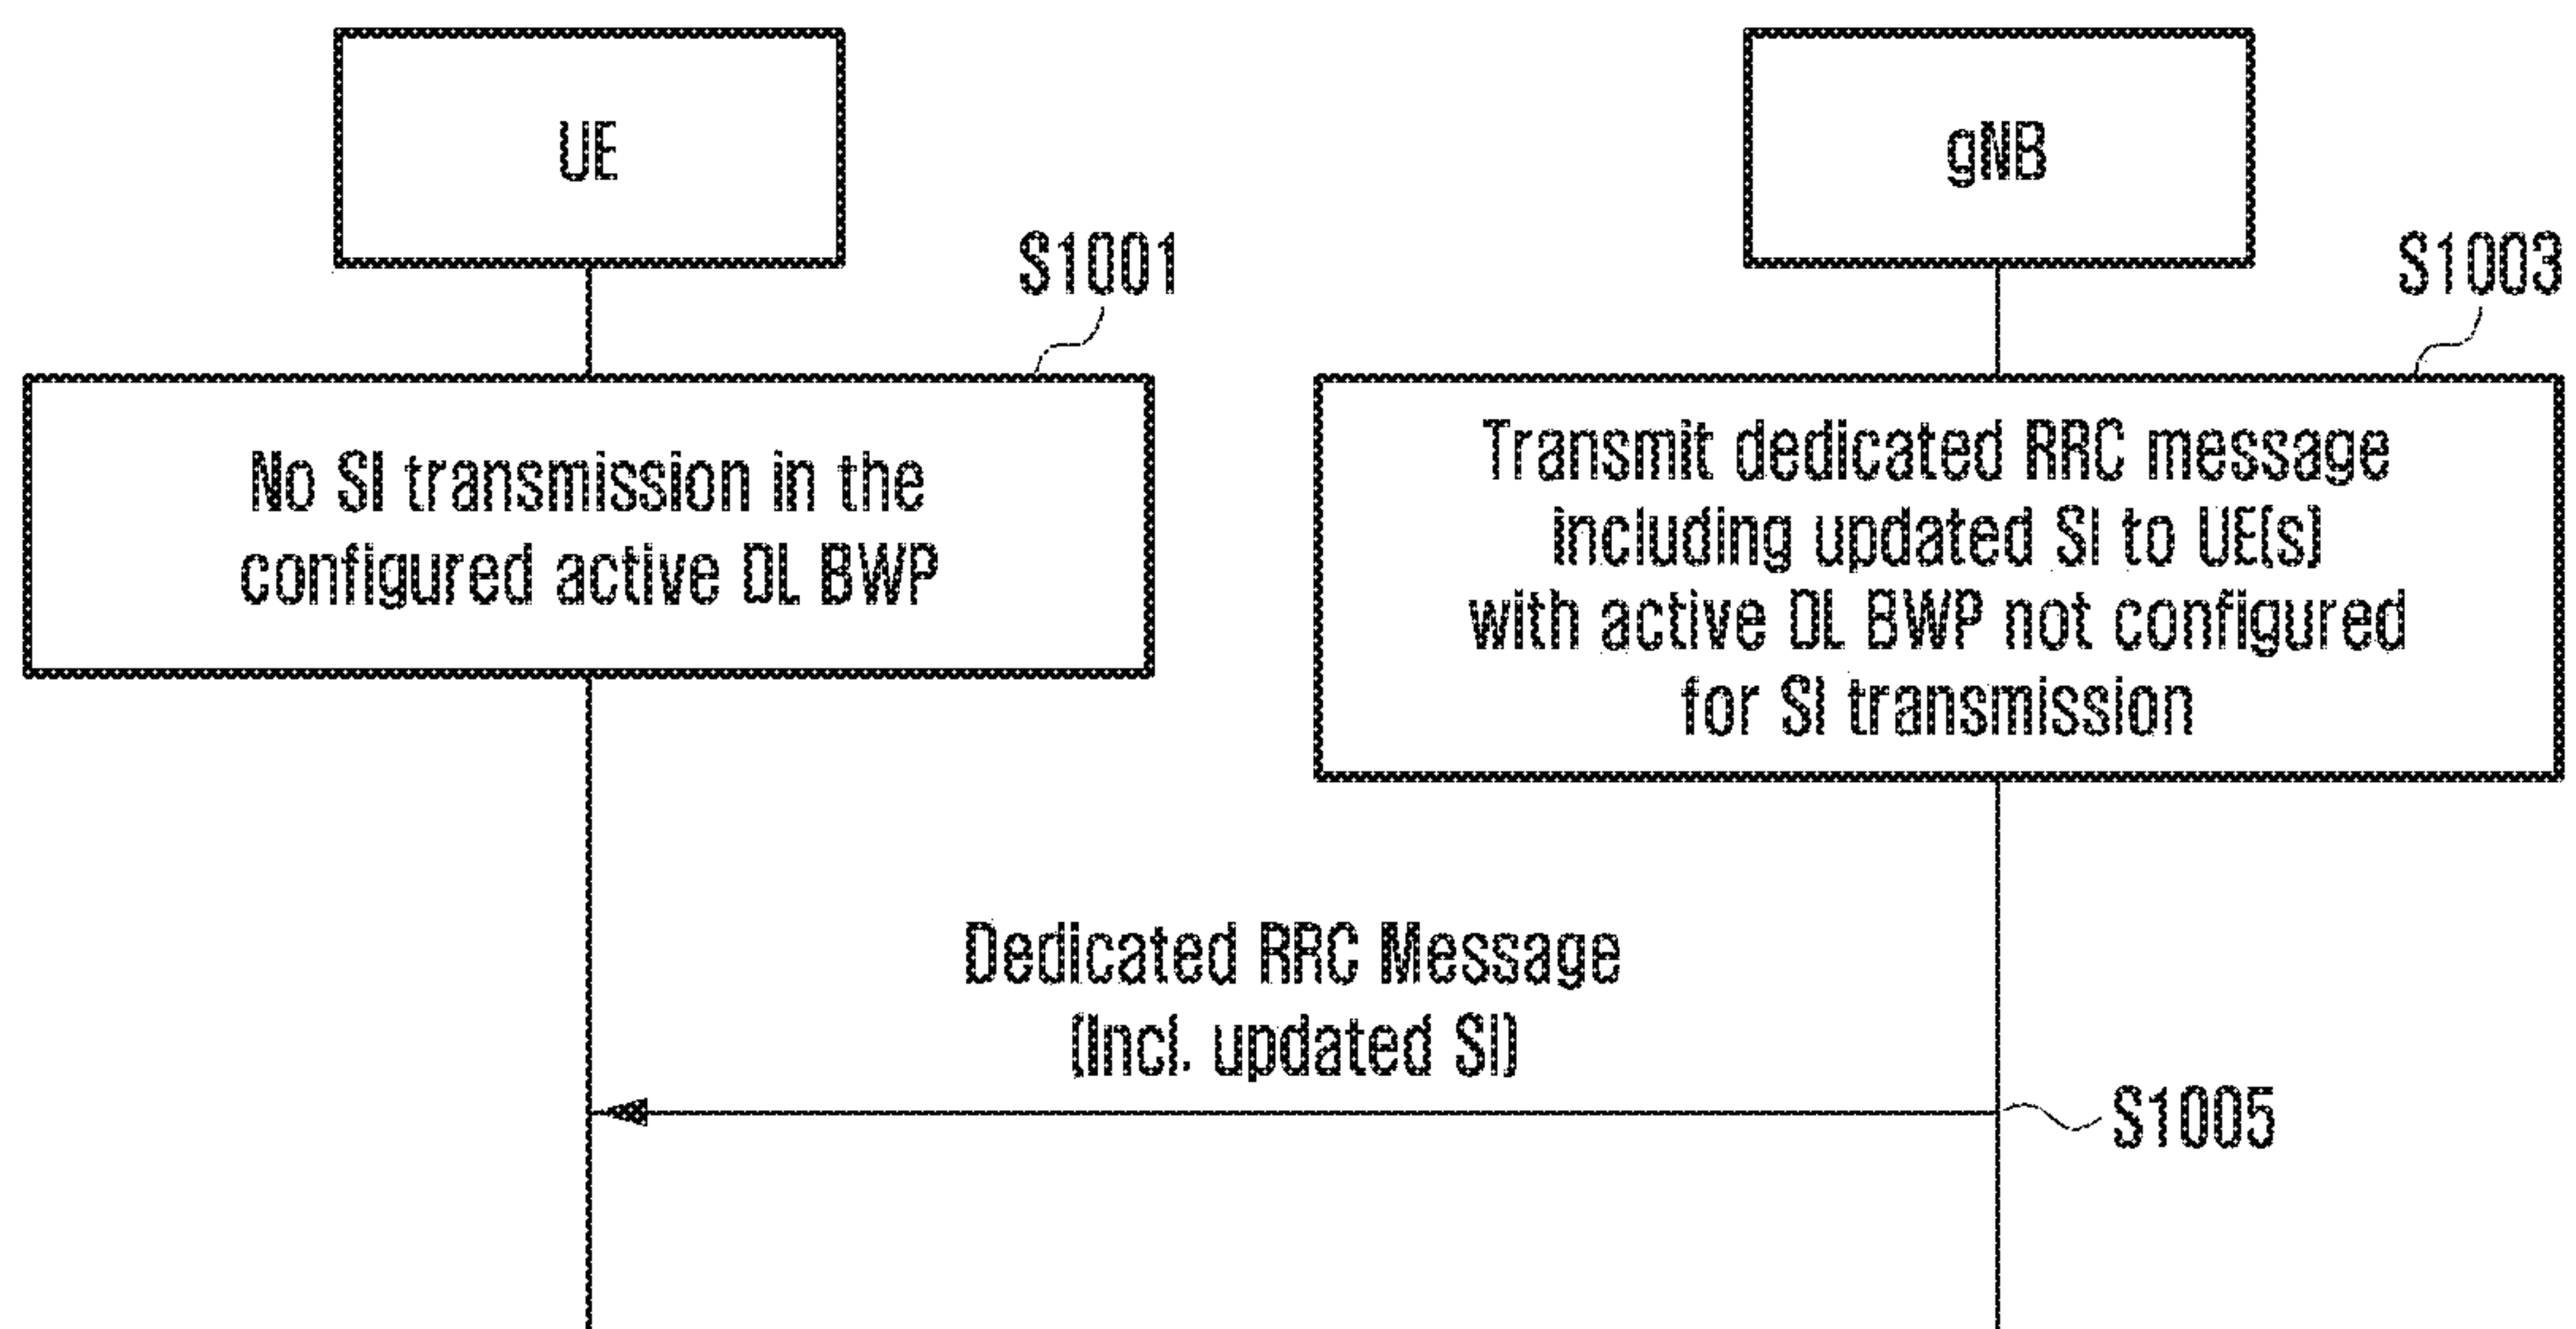 UE
gNB
S1001
S1003
No SI transmission in the
configured active DL BWP
Transmit dedicated RRC message
including updated SI to UE(s)
with active DL BWP not configured
for SI transmission
Dedicated RRC Message
(Incl. updated SI)
S1005